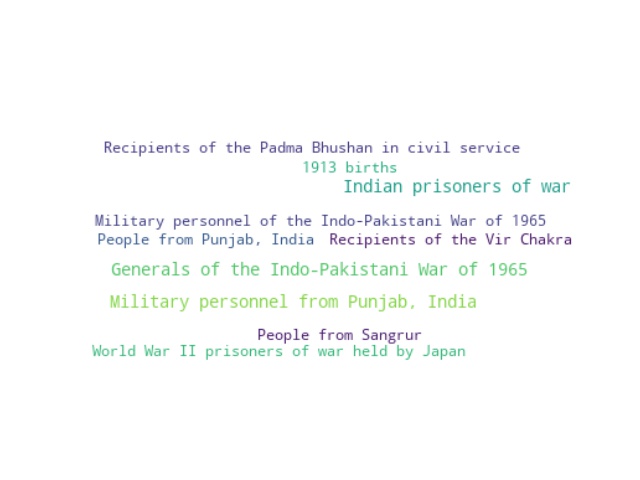 Recipients of the Padma Bhushan in civil service
1913 births
Indian prisoners of war
Military personnel of the Indo-Pakistani War of 1965
People from Punjab, India Recipients of the Vir Chakra
Generals of the Indo-Pakistani War of 1965
Military personnel from Punjab, India
People from Sangrur
World War II prisoners of war held by Japan